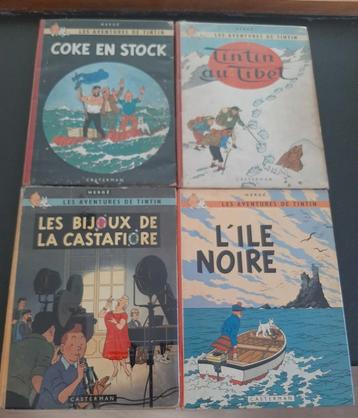 HERGÉ
LES AVENTURES DE TINTIN
COKE EN STOCK
CASTERMAN
HERGÉ
LES AVENTURES DE TINTIN
Tintin
au Tibet
CASTERMAN
HERGÉ
LES AVENTURES DE TINTIN
LES BIJOUX DE
LA CASTAFIORE
CASTERMAN
HERGÉ
LES AVENTURES DE TINTIN
L'ILE
NOIRE
CASTERMAN